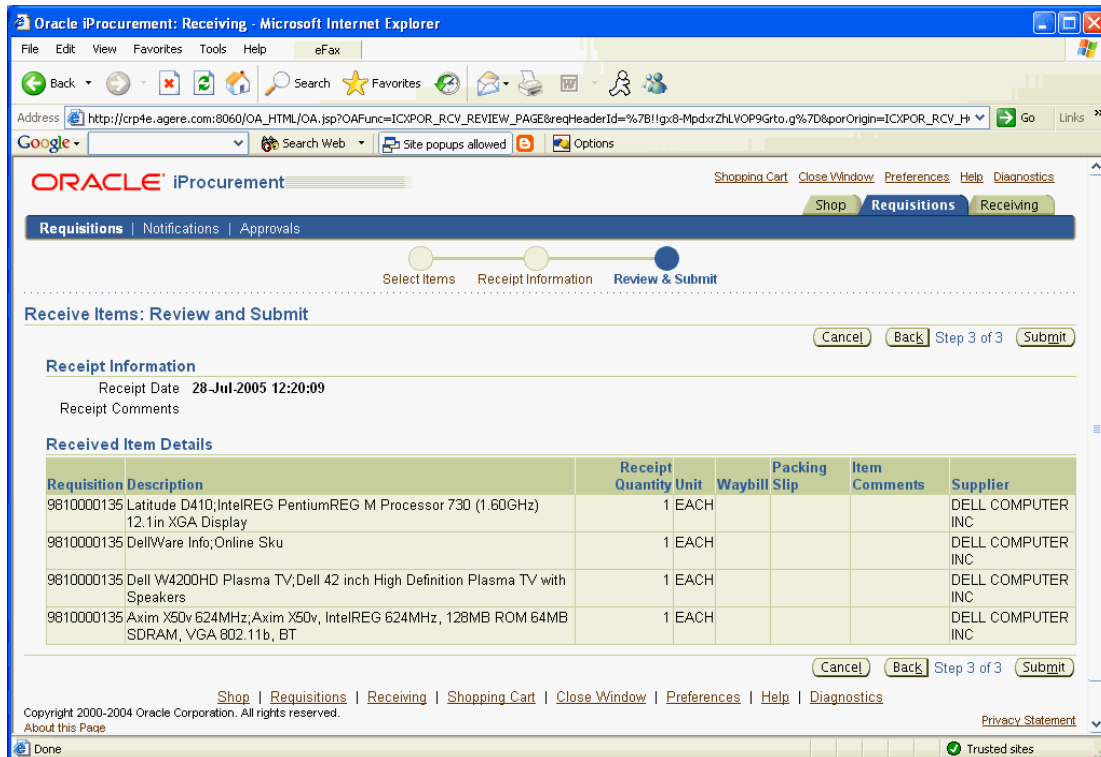 Oracle iProcurement: Receiving - Microsoft Internet Explorer
File Edit View Favorites Tools Help eFax
Back Search Favorites
Address http://crp4e.agere.com:8060/OA_HTML/OA.jsp?OAFunc=ICXPOR_RCV_REVIEW_PAGE&reqHeaderId=%7B!!gx8-MpdxrZhLVOP9Grto.g%7D&porOrigin=ICXPOR_RCV_H Go Links »
Google Search Web Site popups allowed Options
ORACLE iProcurement Shopping Cart Close Window Preferences Help Diagnostics
Shop Requisitions Receiving
Requisitions | Notifications | Approvals
Select Items Receipt Information Review & Submit
Receive Items: Review and Submit
Cancel Back Step 3 of 3 Submit
Receipt Information
Receipt Date 28-Jul-2005 12:20:09
Receipt Comments
Received Item Details
Receipt Packing Item
Requisition Description Quantity Unit Waybill Slip Comments Supplier
9810000135 Latitude D410;IntelREG PentiumREG M Processor 730 (1.60GHz) 1 EACH DELL COMPUTER
12.1in XGA Display INC
9810000135 DellWare Info;Online Sku 1 EACH DELL COMPUTER
INC
9810000135 Dell W4200HD Plasma TV;Dell 42 inch High Definition Plasma TV with 1 EACH DELL COMPUTER
Speakers INC
9810000135 Axim X50v 624MHz;Axim X50v, IntelREG 624MHz, 128MB ROM 64MB 1 EACH DELL COMPUTER
SDRAM, VGA 802.11b, BT INC
Cancel Back Step 3 of 3 Submit
Shop | Requisitions | Receiving | Shopping Cart | Close Window | Preferences | Help | Diagnostics
Copyright 2000-2004 Oracle Corporation. All rights reserved.
About this Page Privacy Statement
Done Trusted sites